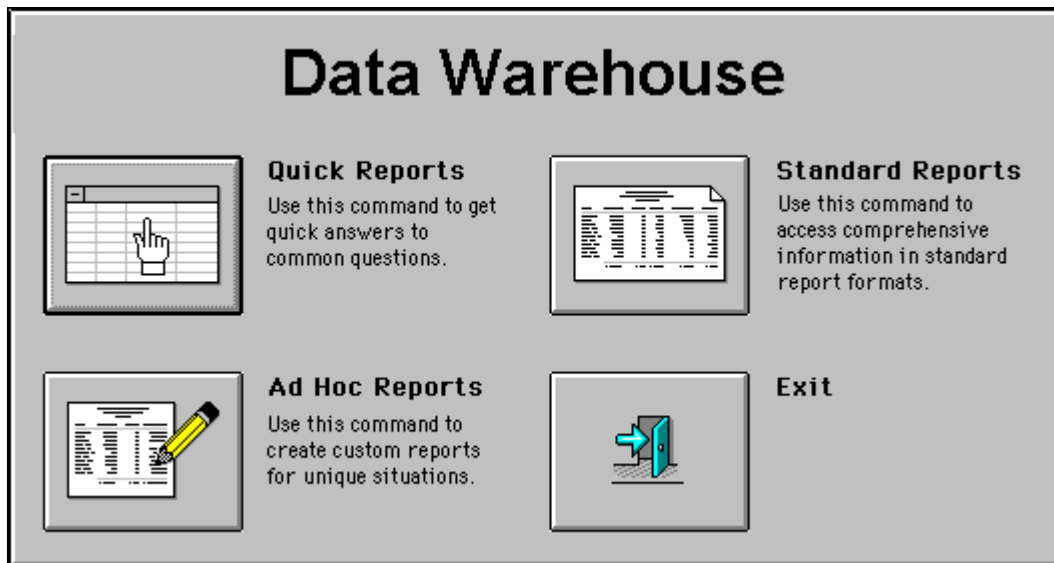 Data Warehouse
Quick Reports
Use this command to get
quick answers to
common questions.
Standard Reports
Use this command to
access comprehensive
information in standard
report formats.
Ad Hoc Reports
Use this command to
create custom reports
for unique situations.
Exit